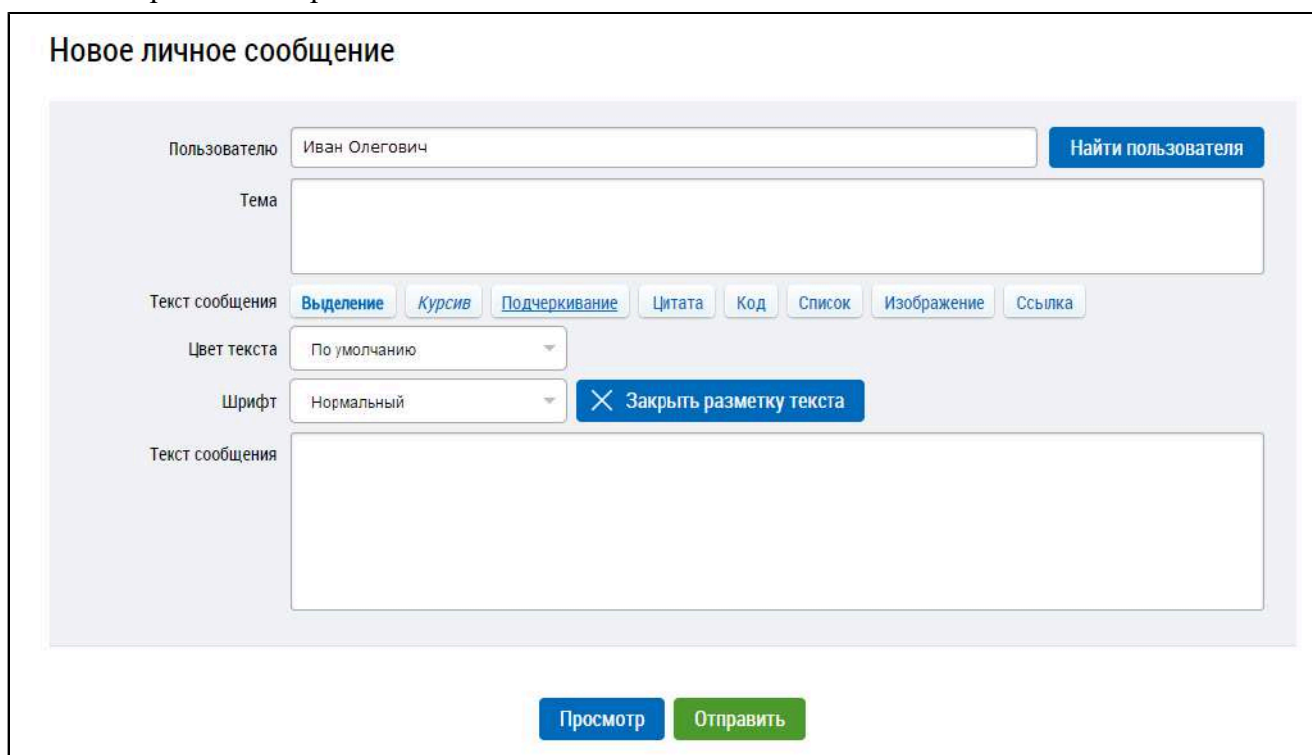 Новое личное сообщение
Пользователю Иван Олегович Найти пользователя
Тема
Текст сообщения Выделение Курсив Подчеркивание Цитата Код Список Изображение Ссылка
Цвет текста По умолчанию
Шрифт Нормальный Закрыть разметку текста
Текст сообщения
Просмотр Отправить